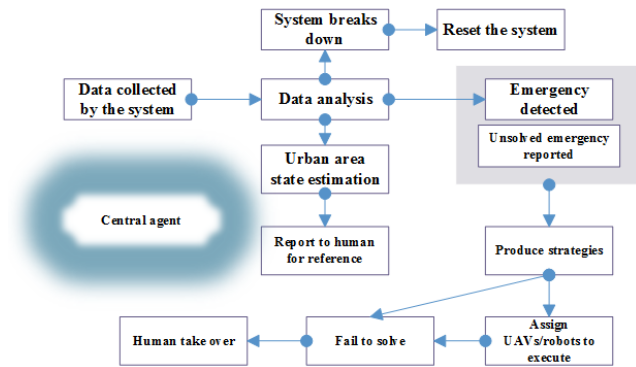 System breaks
down
Reset the system
Data collected
by the system
Data analysis
Emergency
detected
Unsolved emergency
reported
Urban area
state estimation
Central agent
Report to human
for reference
Produce strategies
Human take over
Fail to solve
Assign
UAVs/robots to
execute